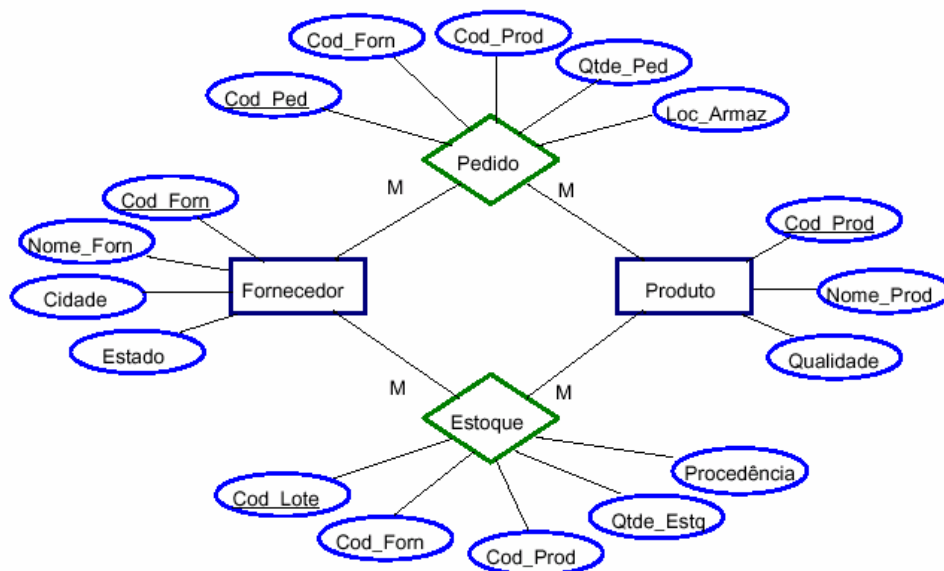 Cod_Prod
Cod_Forn
Qtde_Ped
Cod_Ped
Loc_Armaz
Pedido
M
M
Cod_Forn
Cod_Prod
Nome_Forn
Fornecedor
Produto
Nome_Prod
Cidade
Estado
Qualidade
M
M
Estoque
Procedência
Cod_Lote
Qtde_Estq
Cod_Forn
Cod_Prod